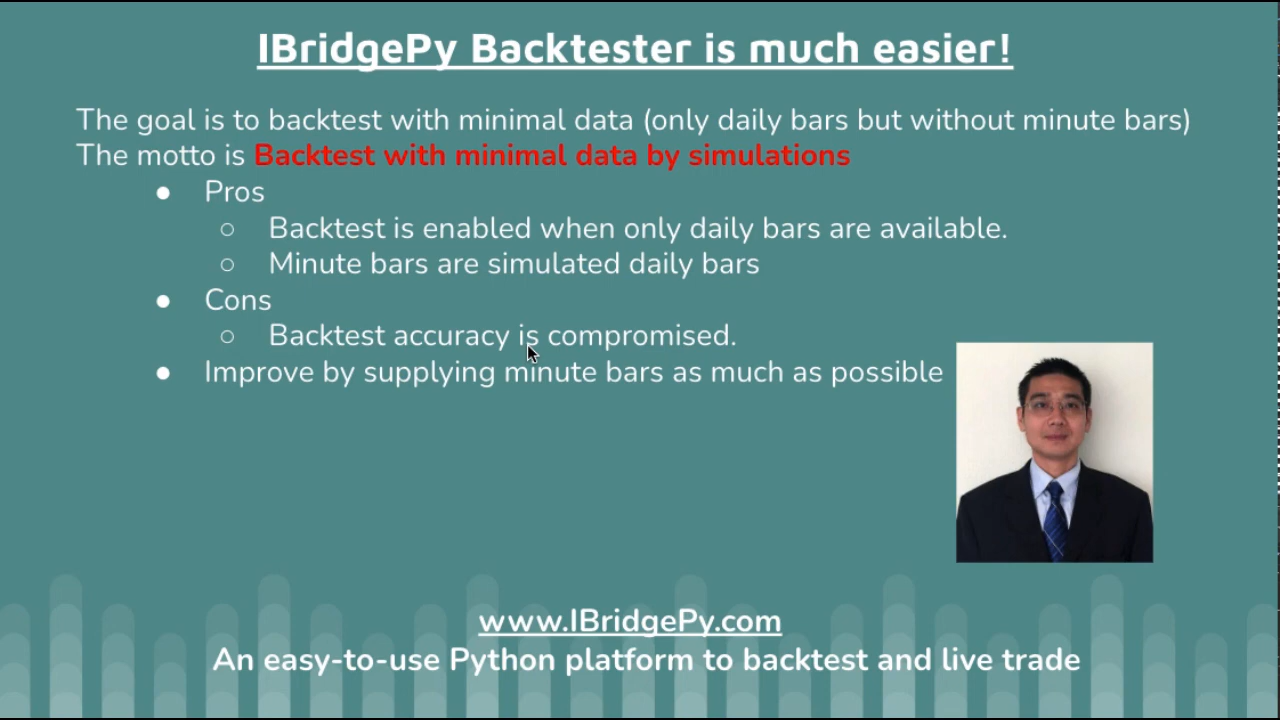 IBridgePy Backtester is much easier!
The goal is to backtest with minimal data (only daily bars but without minute bars)
The motto is Backtest with minimal data by simulations
● Pros
○ Backtest is enabled when only daily bars are available.
○ Minute bars are simulated daily bars
● Cons
○ Backtest accuracy is compromised.
● Improve by supplying minute bars as much as possible
www.IBridgePy.com
An easy-to-use Python platform to backtest and live trade